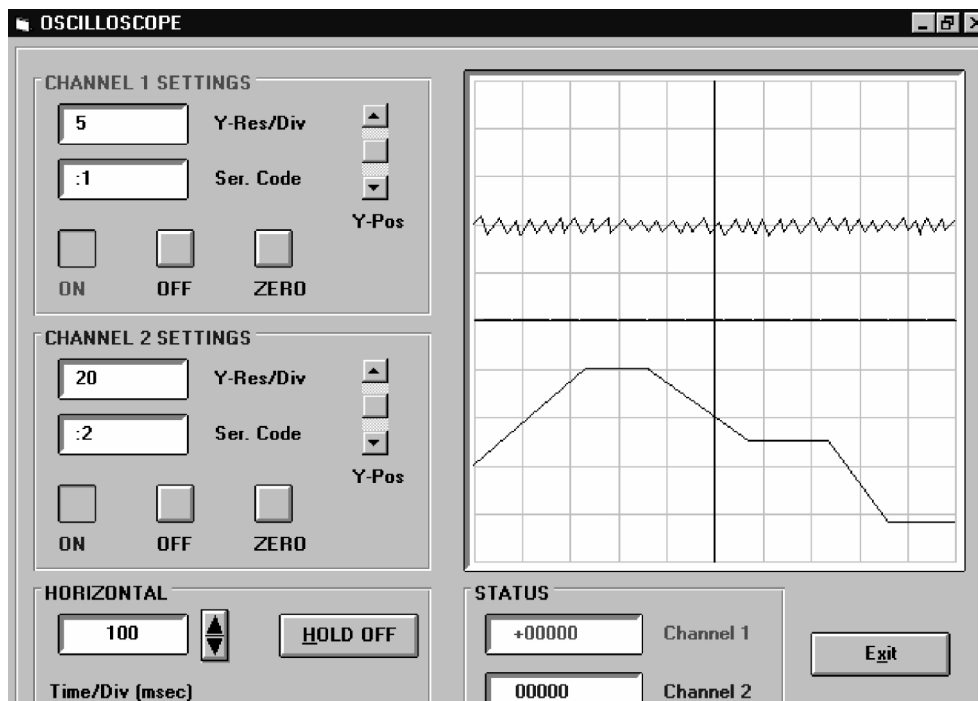 OSCILLOSCOPE
CHANNEL 1 SETTINGS
5 Y-Res/Div
:1 Ser. Code
Y-Pos
ON OFF ZERO
CHANNEL 2 SETTINGS
20 Y-Res/Div
:2 Ser. Code
Y-Pos
ON OFF ZERO
HORIZONTAL
100 HOLD OFF
Time/Div (msec)
STATUS
+00000 Channel 1
00000 Channel 2
Exit